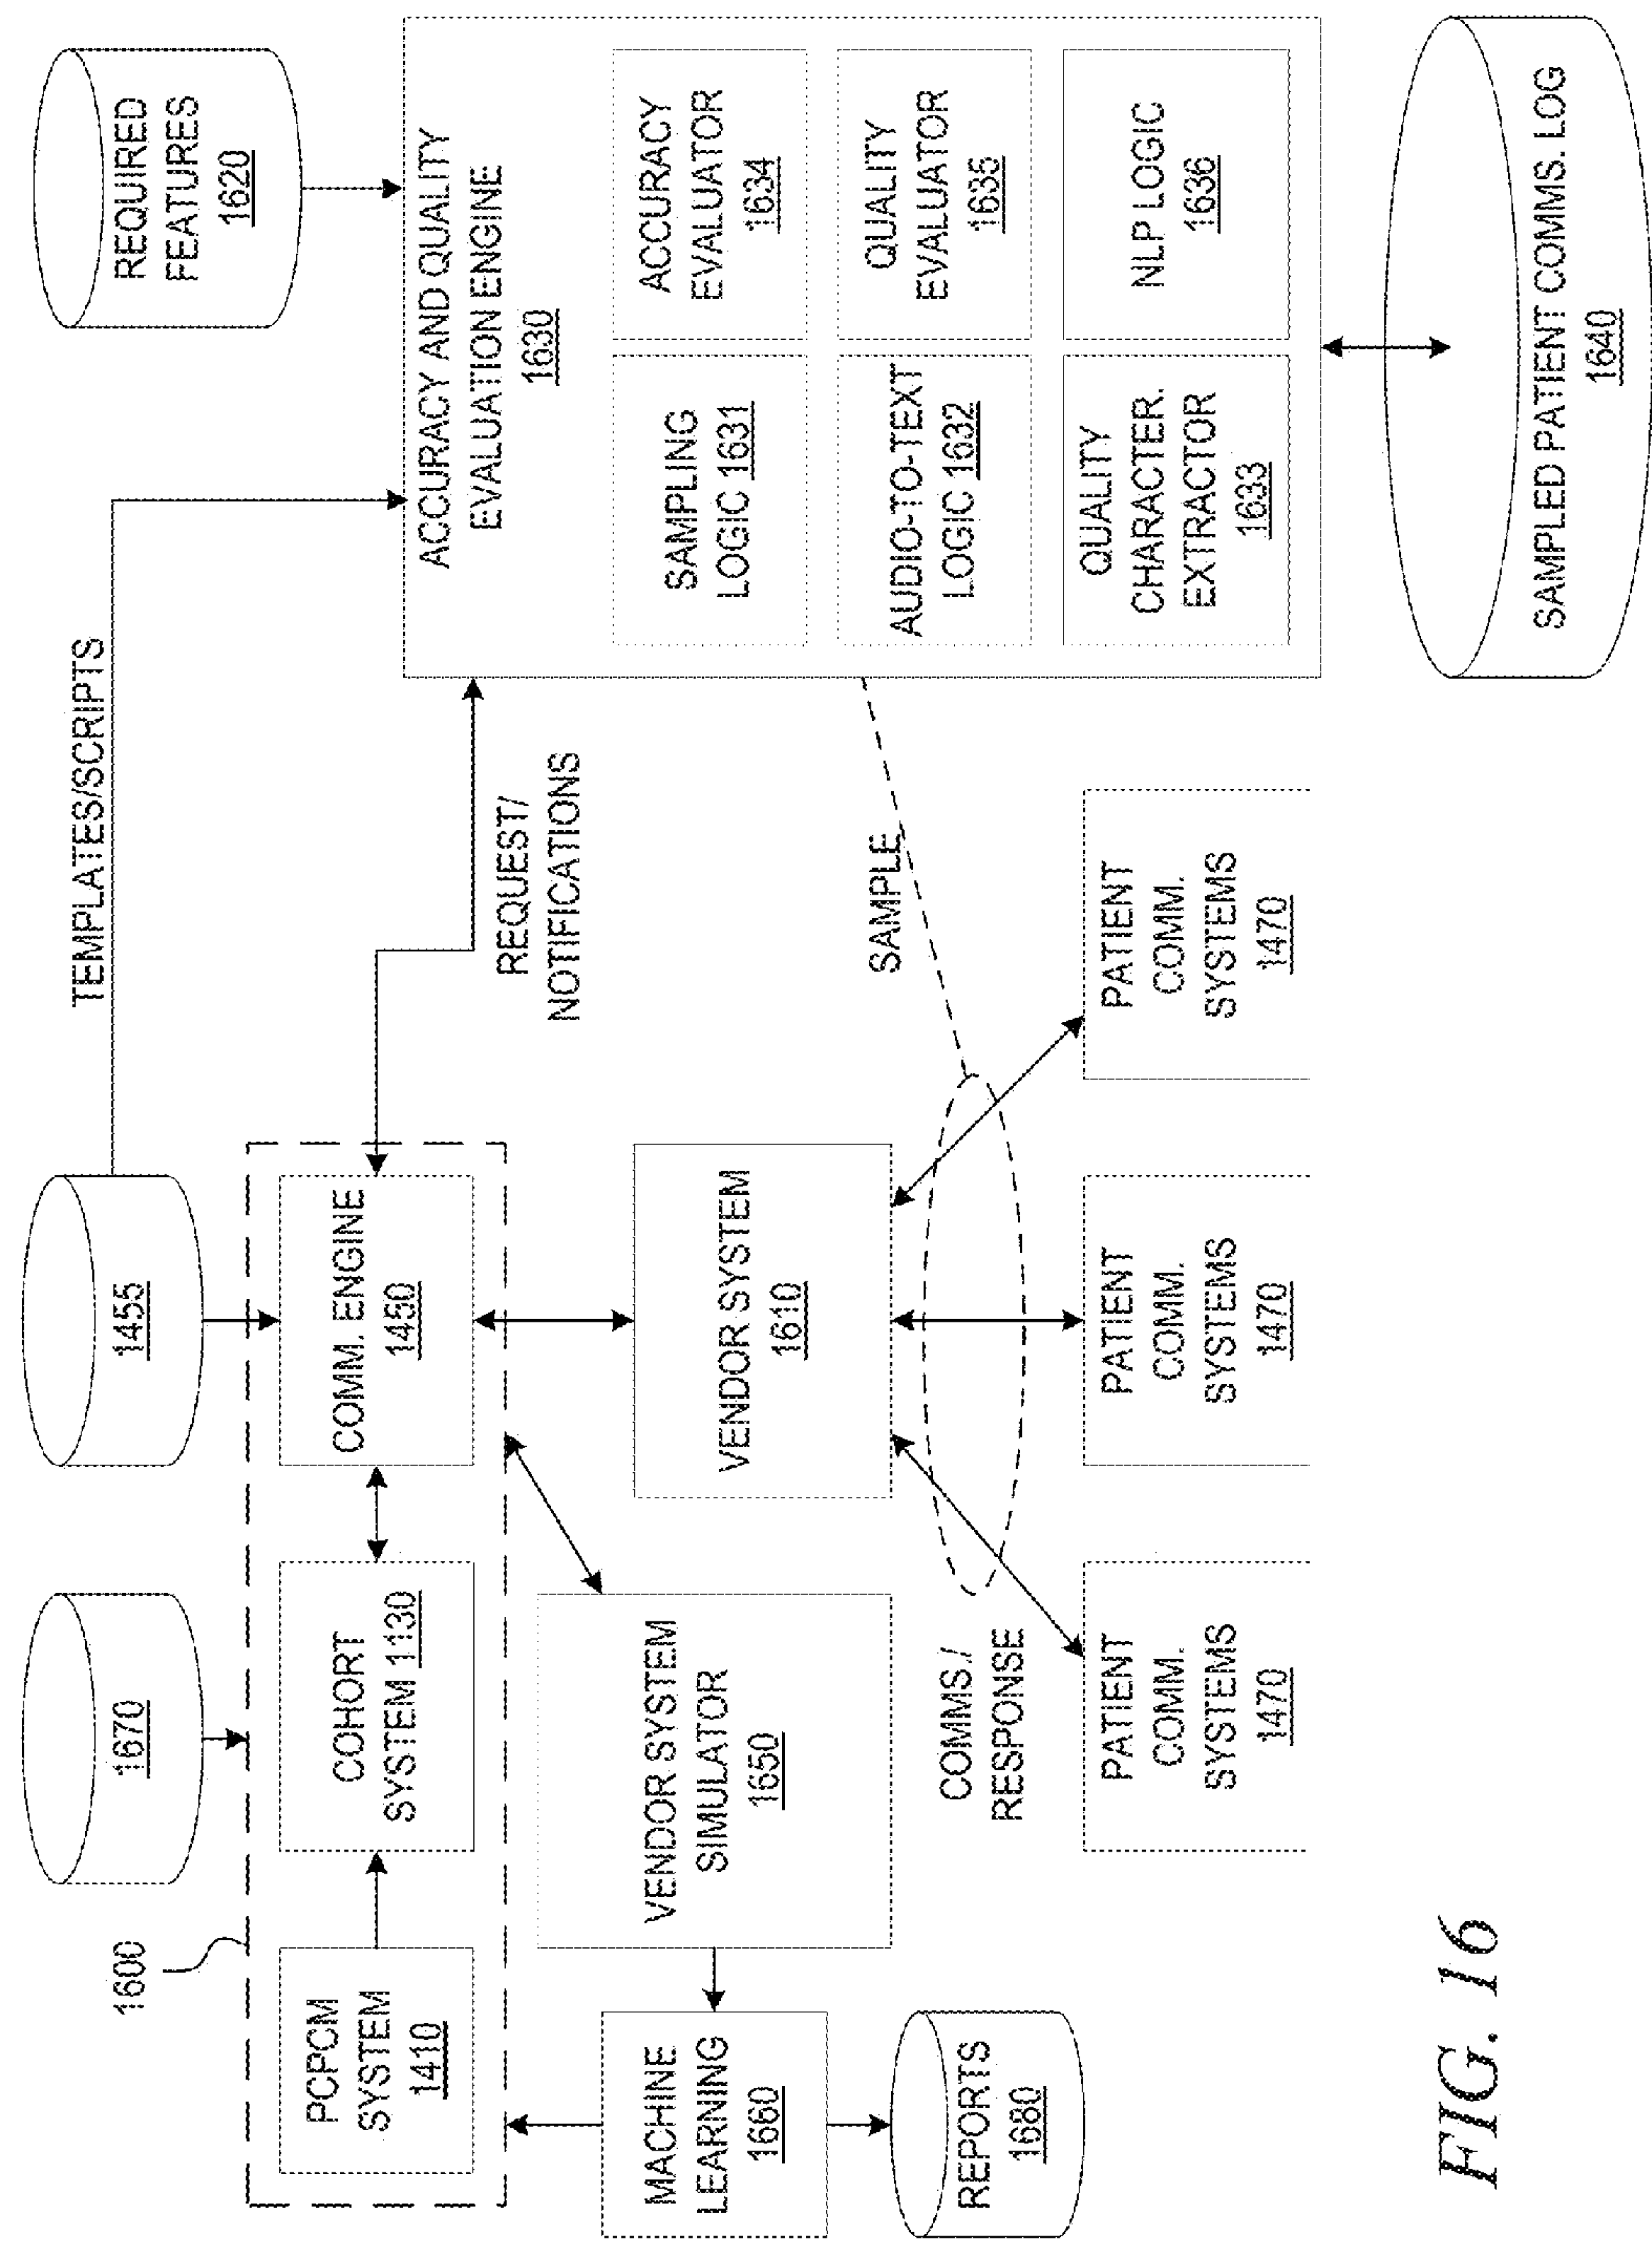 1670
1455
TEMPLATES/SCRIPTS
REQUIRED
FEATURES
1620
1600
PCPCM
SYSTEM
1410
COHORT
SYSTEM 1130
COMM. ENGINE
1450
REQUEST/
NOTIFICATIONS
ACCURACY AND QUALITY
EVALUATION ENGINE
1630
SAMPLING
LOGIC 1631
ACCURACY
EVALUATOR
1634
AUDIO-TO-TEXT
LOGIC 1632
QUALITY
EVALUATOR
1635
QUALITY
CHARACTER.
EXTRACTOR
1633
NLP LOGIC
1636
MACHINE
LEARNING
1660
VENDOR SYSTEM
SIMULATOR
1650
VENDOR SYSTEM
1610
SAMPLE
REPORTS
1680
COMMS./
RESPONSE
PATIENT
COMM.
SYSTEMS
1470
PATIENT
COMM.
SYSTEMS
1470
PATIENT
COMM.
SYSTEMS
1470
SAMPLED PATIENT COMMS. LOG
1640
FIG. 16